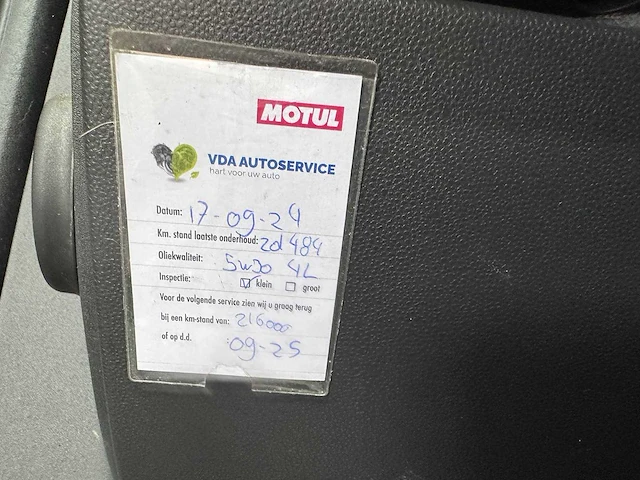 MOTUL
VDA AUTOSERVICE
hart voor uw auto
Datum: 17-09-24
Km. stand laatste onderhoud:
Oliekwaliteit: 5w30 4L
Inspectie: klein groot
Voor de volgende service zien wij u graag terug
bij een km-stand van: 216000
of op d.d. 09-25